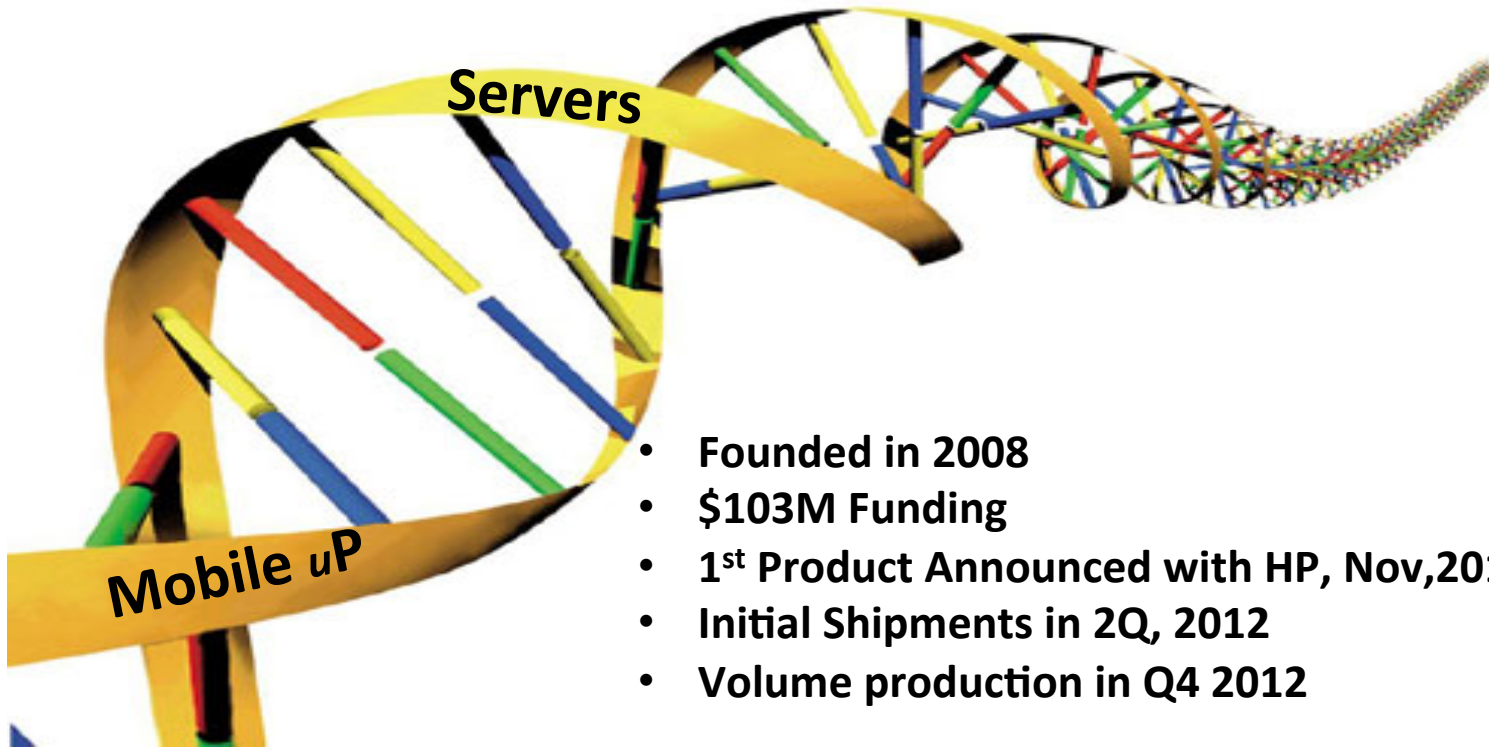 Servers
Mobile uP
• Founded in 2008
• $103M Funding
• 1st Product Announced with HP, Nov,201
• Initial Shipments in 2Q, 2012
• Volume production in Q4 2012